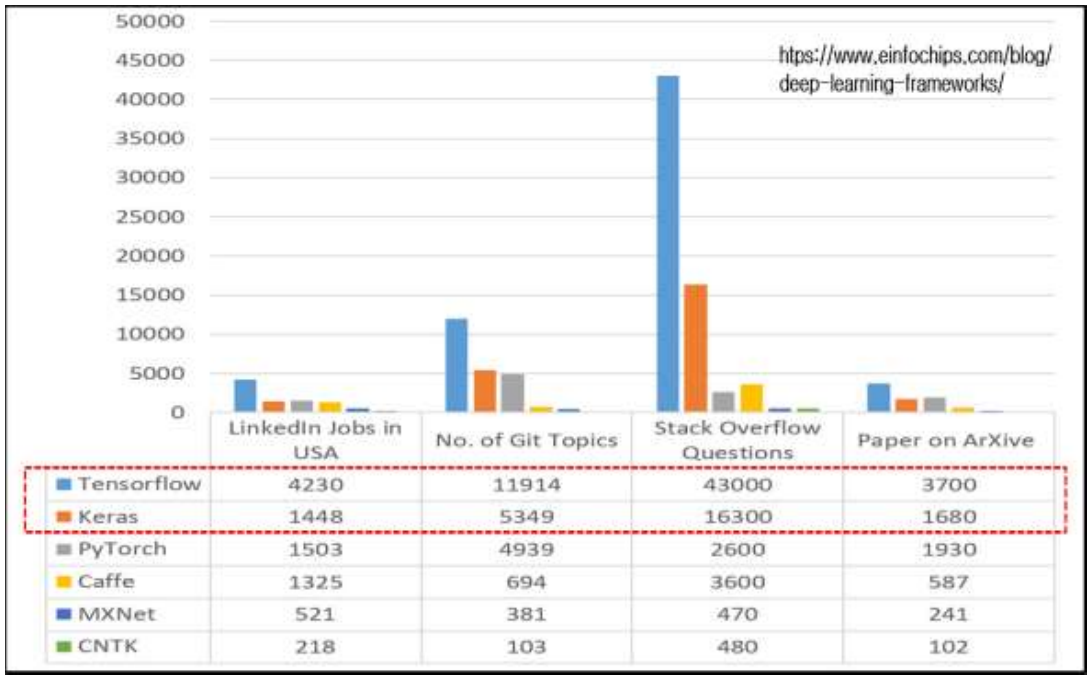 50000
45000
40000
35000
30000
25000
20000
15000
10000
5000
0
htps://www.einfochips.com/blog/
deep-learning-frameworks/
LinkedIn Jobs in USA No. of Git Topics Stack Overflow Questions Paper on ArXive
Tensorflow 4230 11914 43000 3700
Keras 1448 5349 16300 1680
PyTorch 1503 4939 2600 1930
Caffe 1325 694 3600 587
MXNet 521 381 470 241
CNTK 218 103 480 102